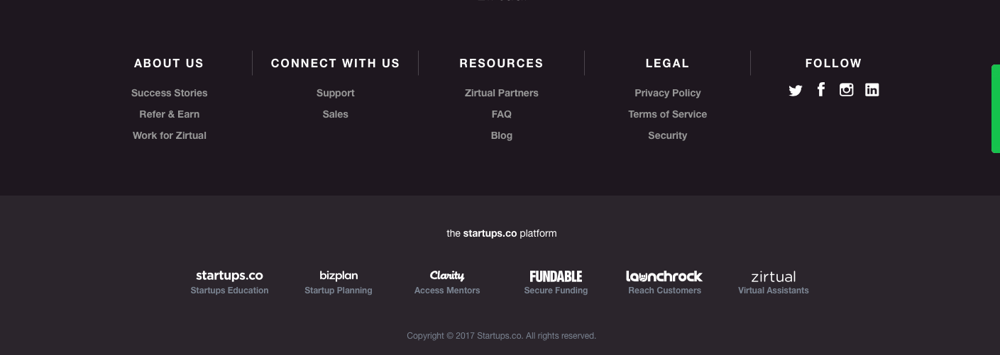 ABOUT US
Success Stories
Refer & Earn
Work for Zirtual
CONNECT WITH US
Support
Sales
RESOURCES
Zirtual Partners
FAQ
Blog
LEGAL
Privacy Policy
Terms of Service
Security
FOLLOW
the startups.co platform
startups.co
Startups Education
bizplan
Startup Planning
Clarity
Access Mentors
FUNDABLE
Secure Funding
launchrock
Reach Customers
zirtual
Virtual Assistants
Copyright © 2017 Startups.co. All rights reserved.